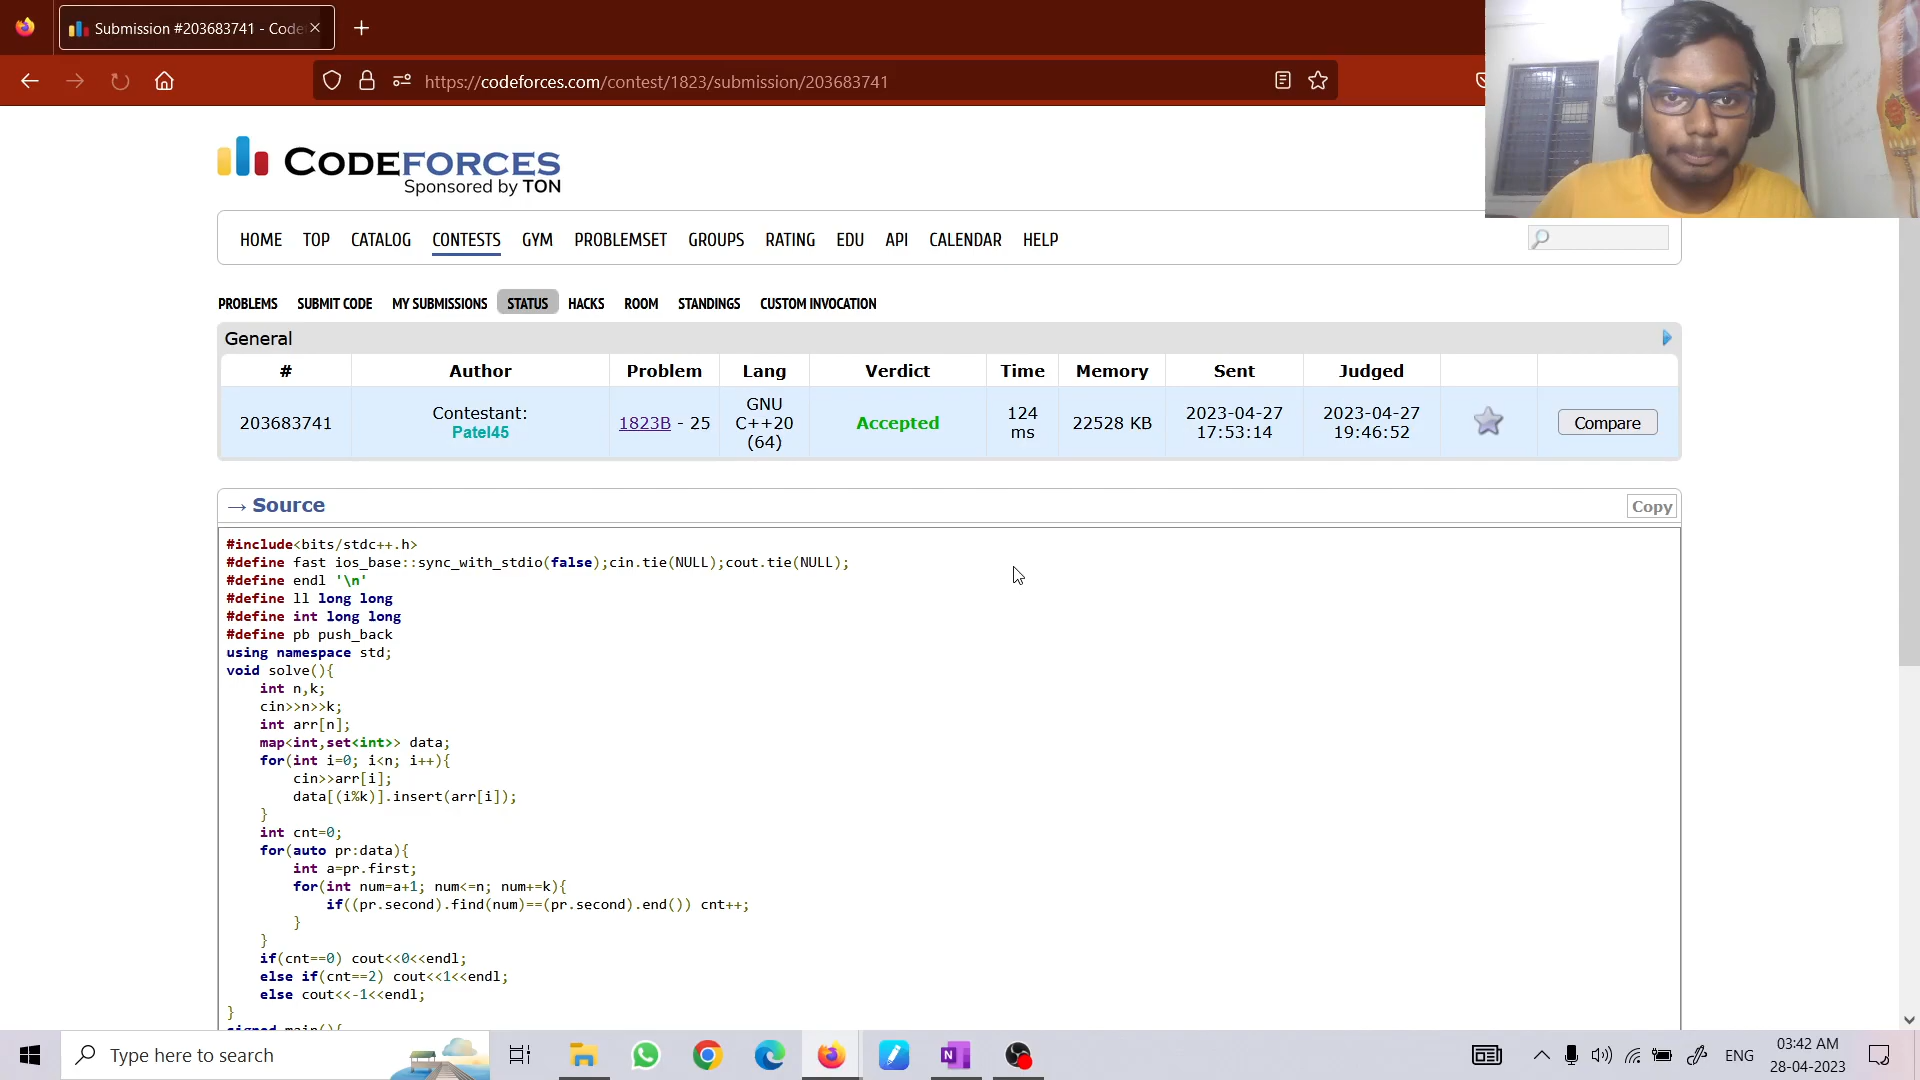 Submission #203683741 - Code
https://codeforces.com/contest/1823/submission/203683741
CODEFORCES
Sponsored by TON
HOME TOP CATALOG CONTESTS GYM PROBLEMSET GROUPS RATING EDU API CALENDAR HELP
PROBLEMS SUBMIT CODE MY SUBMISSIONS STATUS HACKS ROOM STANDINGS CUSTOM INVOCATION
General
# Author Problem Lang Verdict Time Memory Sent Judged
203683741 Contestant: Patel45 1823B - 25 GNU C++20 (64) Accepted 124 ms 22528 KB 2023-04-27 17:53:14 2023-04-27 19:46:52 Compare
→ Source Copy
#include<bits/stdc++.h>
#define fast ios_base::sync_with_stdio(false);cin.tie(NULL);cout.tie(NULL);
#define endl '\n'
#define ll long long
#define int long long
#define pb push_back
using namespace std;
void solve(){
    int n,k;
    cin>>n>>k;
    int arr[n];
    map<int,set<int>> data;
    for(int i=0; i<n; i++){
        cin>>arr[i];
        data[(i%k)].insert(arr[i]);
    }
    int cnt=0;
    for(auto pr:data){
        int a=pr.first;
        for(int num=a+1; num<=n; num+=k){
            if((pr.second).find(num)==(pr.second).end()) cnt++;
        }
    }
    if(cnt==0) cout<<0<<endl;
    else if(cnt==2) cout<<1<<endl;
    else cout<<-1<<endl;
}
signed main(){
Type here to search
ENG
03:42 AM
28-04-2023